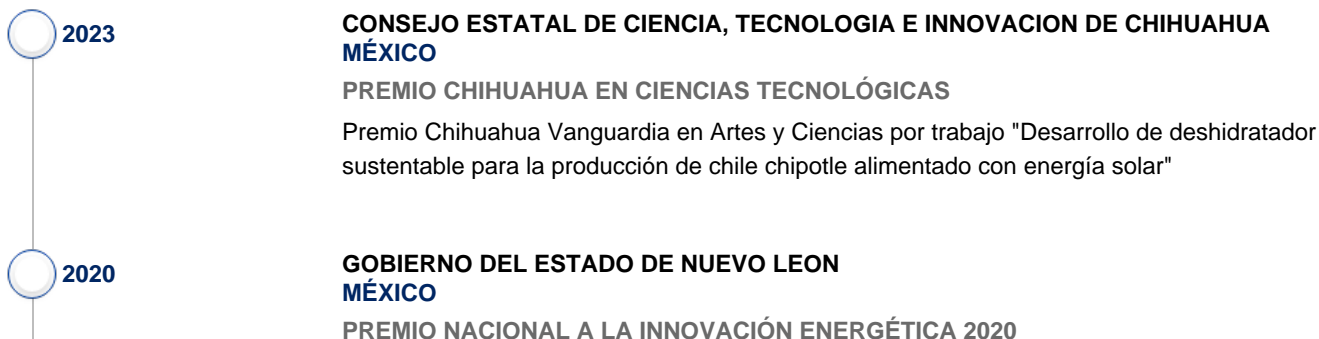 2023
CONSEJO ESTATAL DE CIENCIA, TECNOLOGIA E INNOVACION DE CHIHUAHUA
MÉXICO
PREMIO CHIHUAHUA EN CIENCIAS TECNOLÓGICAS
Premio Chihuahua Vanguardia en Artes y Ciencias por trabajo "Desarrollo de deshidratador
sustentable para la producción de chile chipotle alimentado con energía solar"
2020
GOBIERNO DEL ESTADO DE NUEVO LEON
MÉXICO
PREMIO NACIONAL A LA INNOVACIÓN ENERGÉTICA 2020